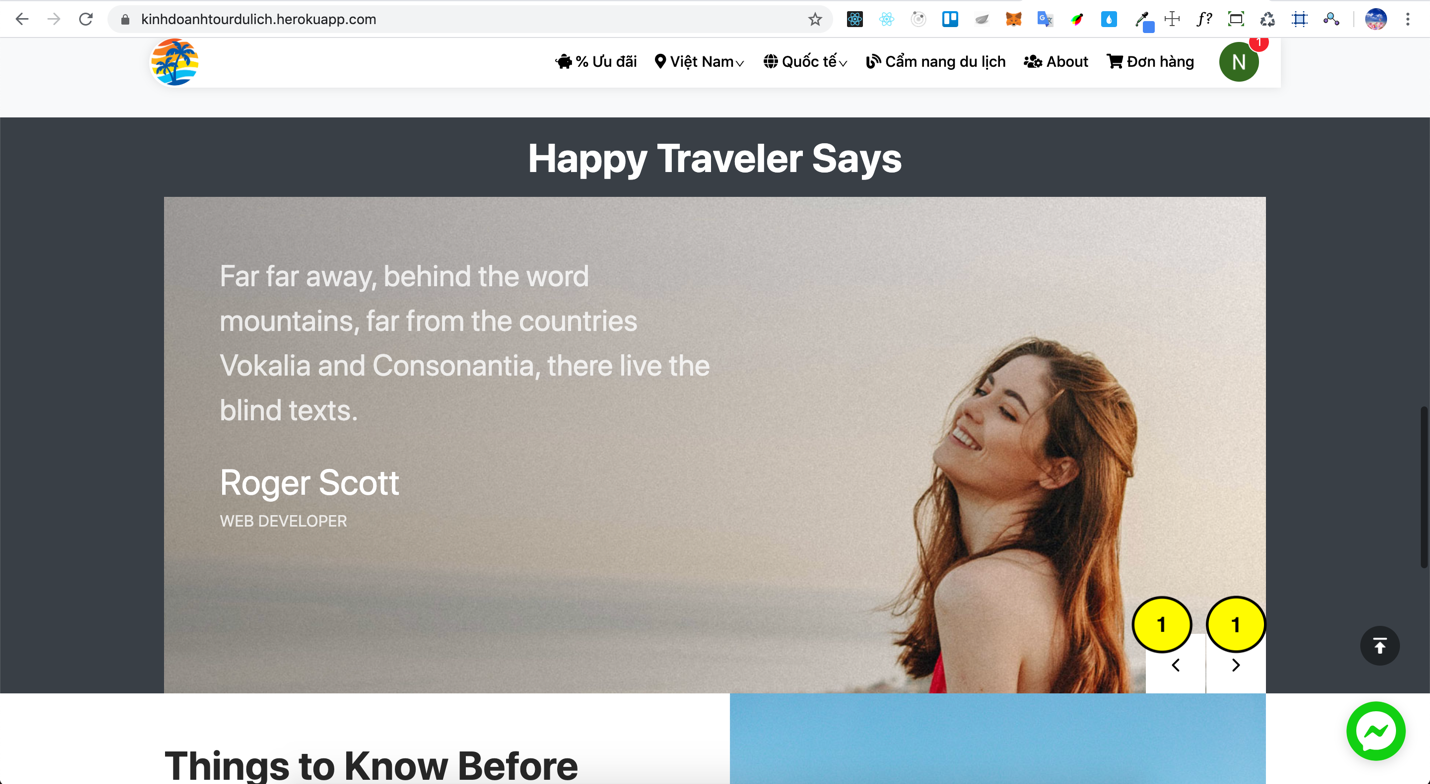 kinhdoanhtourdulich.herokuapp.com
f?
% Ưu đãi Việt Nam Quốc tế Cẩm nang du lịch About Đơn hàng N 1
Happy Traveler Says
Far far away, behind the word
mountains, far from the countries
Vokalia and Consonantia, there live the
blind texts.
Roger Scott
WEB DEVELOPER
1 1
Things to Know Before